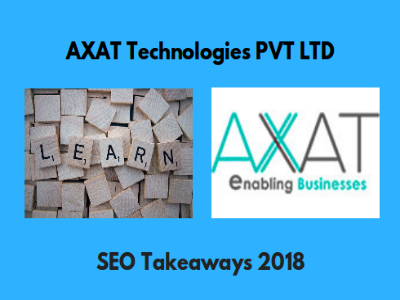 AXAT Technologies PVT LTD
LEARN
AXAT
enabling Businesses
SEO Takeaways 2018